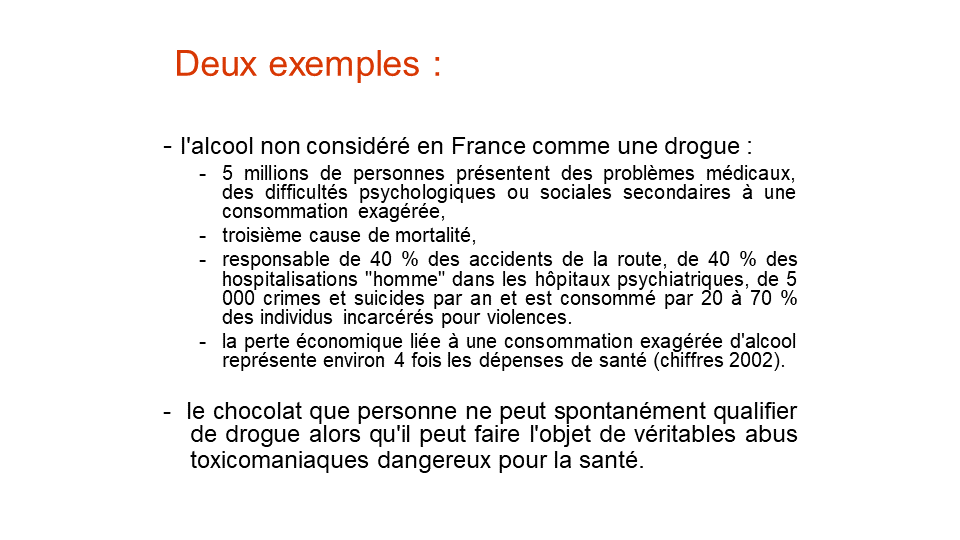 Deux exemples :
- l'alcool non considéré en France comme une drogue :
- 5 millions de personnes présentent des problèmes médicaux,
des difficultés psychologiques ou sociales secondaires à une
consommation exagérée,
- troisième cause de mortalité,
- responsable de 40 % des accidents de la route, de 40 % des
hospitalisations "homme" dans les hôpitaux psychiatriques, de 5
000 crimes et suicides par an et est consommé par 20 à 70 %
des individus incarcérés pour violences.
- la perte économique liée à une consommation exagérée d'alcool
représente environ 4 fois les dépenses de santé (chiffres 2002).
- le chocolat que personne ne peut spontanément qualifier
de drogue alors qu'il peut faire l'objet de véritables abus
toxicomaniaques dangereux pour la santé.